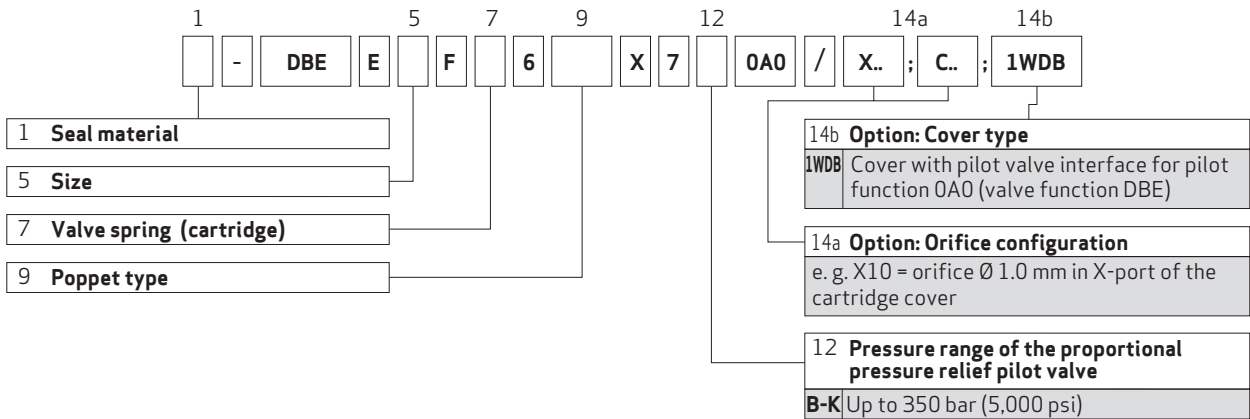 1 5 7 9 12 14a 14b
- DBE E F 6 X 7 0A0 / X.. ; C.. ; 1WDB
1 Seal material
5 Size
7 Valve spring (cartridge)
9 Poppet type
14b Option: Cover type
1WDB Cover with pilot valve interface for pilot
function 0A0 (valve function DBE)
14a Option: Orifice configuration
e. g. X10 = orifice Ø 1.0 mm in X-port of the
cartridge cover
12 Pressure range of the proportional
pressure relief pilot valve
B-K Up to 350 bar (5,000 psi)